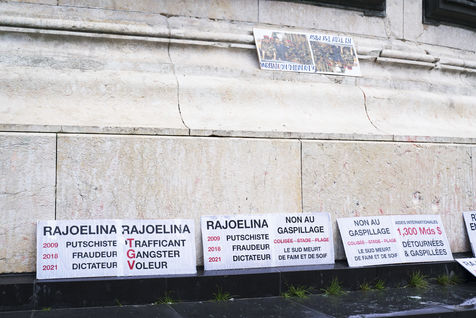 RAJOELINA
2009 PUTSCHISTE
2018 FRAUDEUR
2023 DICTATEUR
RAJOELINA
TRAFFICANT
GANGSTER
VOLEUR
RAJOELINA
2009 PUTSCHISTE
2018 FRAUDEUR
2023 DICTATEUR
NON AU
GASPILLAGE
COLISÉE - STADE - PLAGE
LE SUD MEURT
DE FAIM ET DE SOIF
NON AU
GASPILLAGE
COLISÉE - STADE - PLAGE
LE SUD MEURT
DE FAIM ET DE SOIF
AIDES INTERNATIONALES
1,300 Mds $
DÉTOURNÉES
& GASPILLÉES